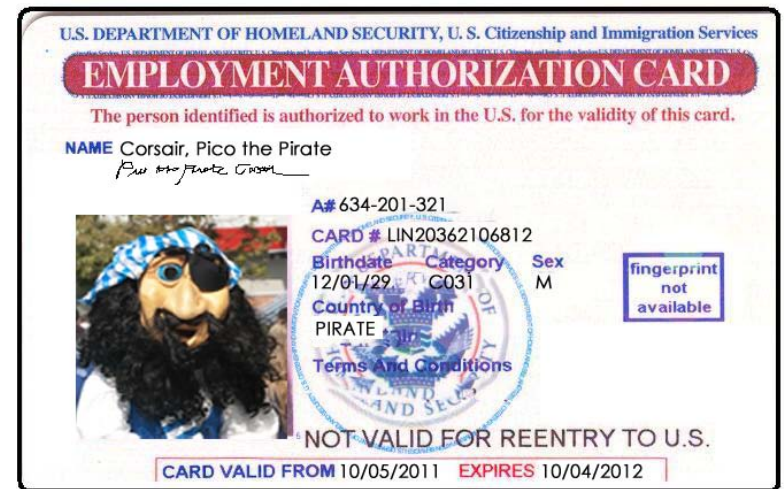 U.S. DEPARTMENT OF HOMELAND SECURITY, U. S. Citizenship and Immigration Services
EMPLOYMENT AUTHORIZATION CARD
The person identified is authorized to work in the U.S. for the validity of this card.
NAME Corsair, Pico the Pirate
A# 634-201-321
CARD # LIN20362106812
Birthdate Category Sex
12/01/29 C031 M
Country of Birth
PIRATE
Terms And Conditions
fingerprint
not
available
NOT VALID FOR REENTRY TO U.S.
CARD VALID FROM 10/05/2011 EXPIRES 10/04/2012